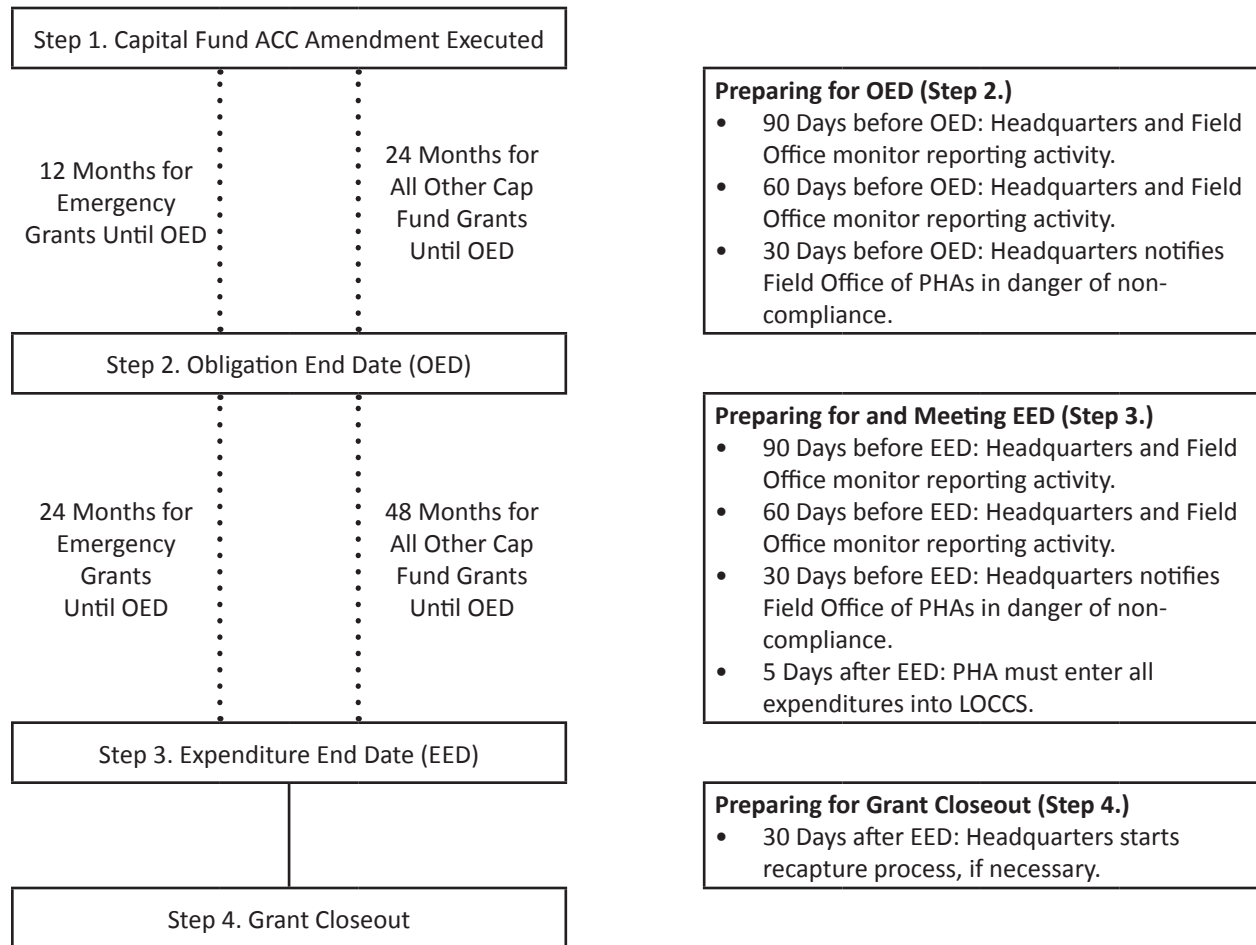 Step 1. Capital Fund ACC Amendment Executed
12 Months for
Emergency
Grants Until OED
24 Months for
All Other Cap
Fund Grants
Until OED
Step 2. Obligation End Date (OED)
24 Months for
Emergency
Grants
Until OED
48 Months for
All Other Cap
Fund Grants
Until OED
Step 3. Expenditure End Date (EED)
Step 4. Grant Closeout
Preparing for OED (Step 2.)
• 90 Days before OED: Headquarters and Field
Office monitor reporting activity.
• 60 Days before OED: Headquarters and Field
Office monitor reporting activity.
• 30 Days before OED: Headquarters notifies
Field Office of PHAs in danger of non-
compliance.
Preparing for and Meeting EED (Step 3.)
• 90 Days before EED: Headquarters and Field
Office monitor reporting activity.
• 60 Days before EED: Headquarters and Field
Office monitor reporting activity.
• 30 Days before EED: Headquarters notifies
Field Office of PHAs in danger of non-
compliance.
• 5 Days after EED: PHA must enter all
expenditures into LOCCS.
Preparing for Grant Closeout (Step 4.)
• 30 Days after EED: Headquarters starts
recapture process, if necessary.